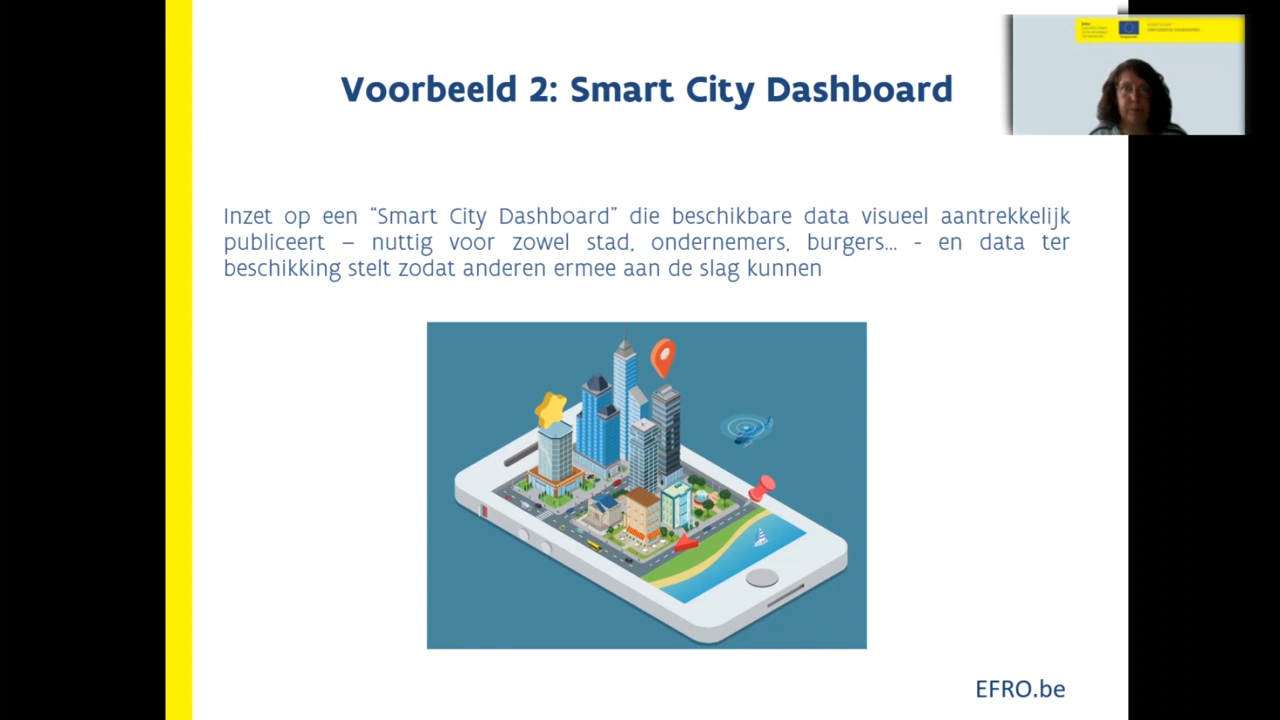 Voorbeeld 2: Smart City Dashboard
Inzet op een “Smart City Dashboard” die beschikbare data visueel aantrekkelijk
publiceert – nuttig voor zowel stad, ondernemers, burgers... - en data ter
beschikking stelt zodat anderen ermee aan de slag kunnen
EFRO.be